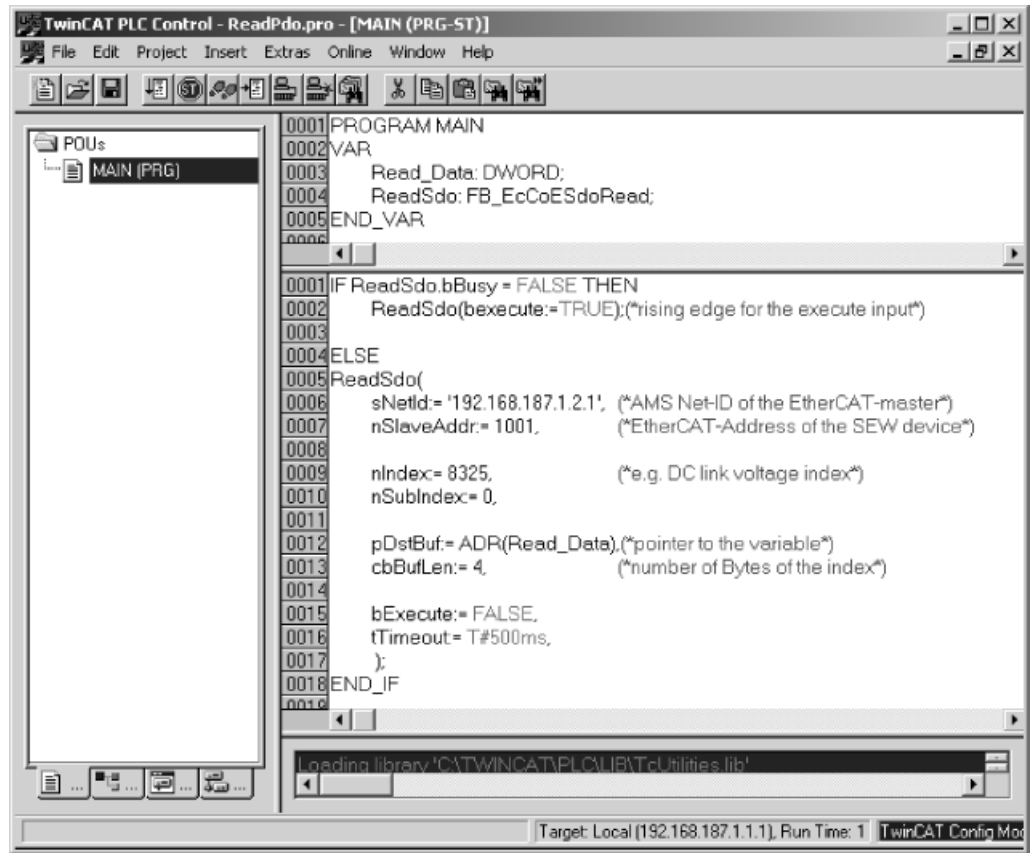 TwinCAT PLC Control - ReadPdo.pro - [MAIN (PRG-ST)]
File Edit Project Insert Extras Online Window Help
POUs
MAIN (PRG)
0001 PROGRAM MAIN
0002 VAR
0003 Read_Data: DWORD;
0004 ReadSdo: FB_EcCoESdoRead;
0005 END_VAR
0006
0001 IF ReadSdo.bBusy = FALSE THEN
0002 ReadSdo(bexecute:=TRUE);(*rising edge for the execute input*)
0003
0004 ELSE
0005 ReadSdo(
0006 sNetId:= '192.168.187.1.2.1', (*AMS Net-ID of the EtherCAT-master*)
0007 nSlaveAddr:= 1001, (*EtherCAT-Address of the SEW device*)
0008
0009 nIndex:= 8325, (*e.g. DC link voltage index*)
0010 nSubIndex:= 0,
0011
0012 pDstBuf:= ADR(Read_Data),(*pointer to the variable*)
0013 cbBufLen:= 4, (*number of Bytes of the index*)
0014
0015 bExecute:= FALSE,
0016 tTimeout:= T#500ms,
0017 );
0018 END_IF
0019
Loading library 'C:\TWINCAT\PLC\LIB\TcUtilities.lib'
... ... ... ...
Target: Local (192.168.187.1.1.1), Run Time: 1 TwinCAT Config Mod